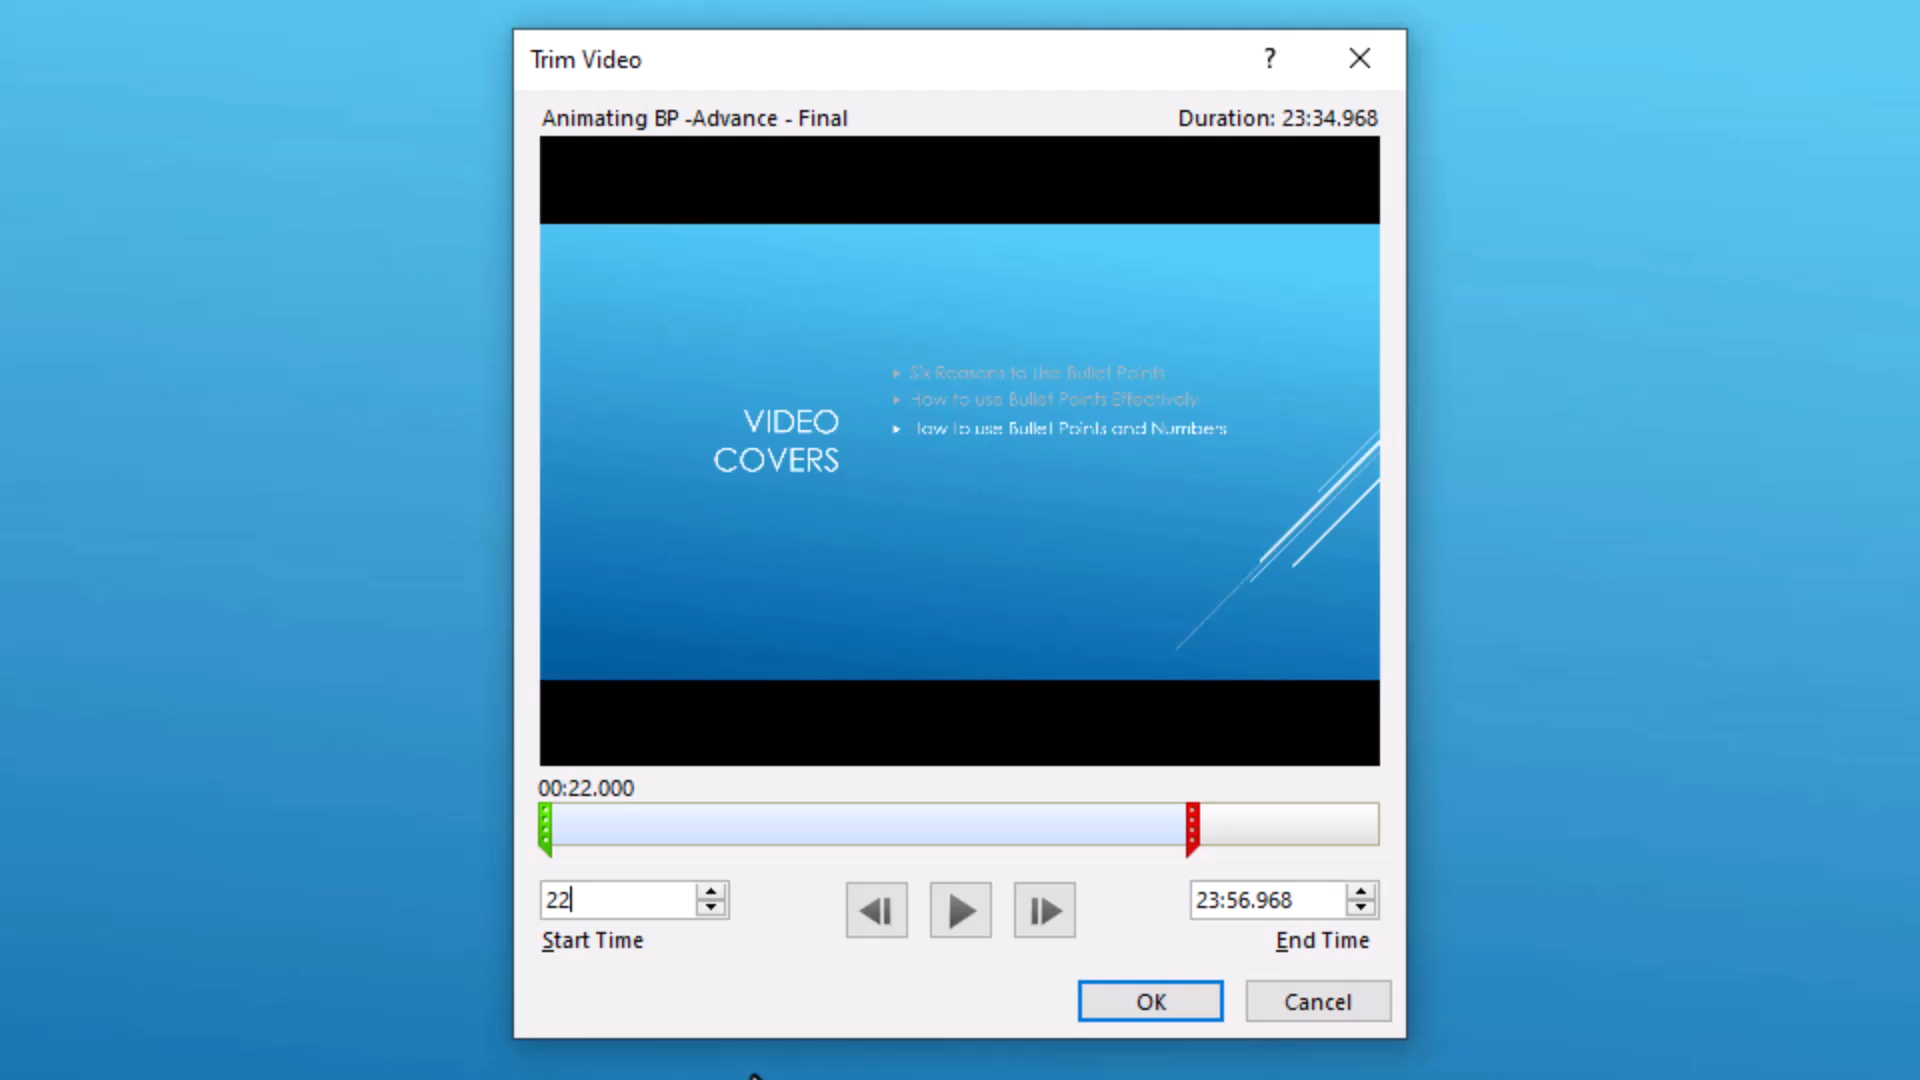 Trim Video
?
Animating BP -Advance - Final
Duration: 23:34.968
VIDEO
COVERS
Six Reasons to Use Bullet Points
How to use Bullet Points Effectively
How to use Bullet Points and Numbers
00:22.000
22
23:56.968
Start Time
End Time
OK
Cancel